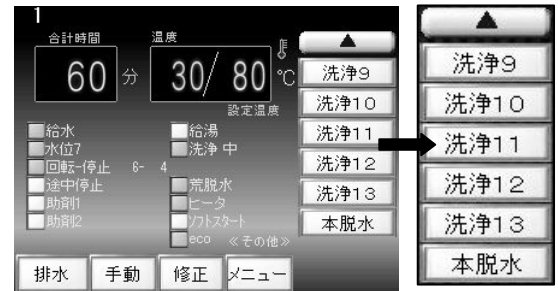 1
合計時間 温度
60 分 30/ 80 ℃
設定温度
給水 給湯
水位7 洗浄 中
回転-停止 6- 4
途中停止 荒脱水
助剤1 ヒータ
助剤2 ソフトスタート
eco ≪その他≫
排水 手動 修正 メニュー
▲
洗浄9
洗浄10
洗浄11
洗浄12
洗浄13
本脱水
▲
洗浄9
洗浄10
洗浄11
洗浄12
洗浄13
本脱水